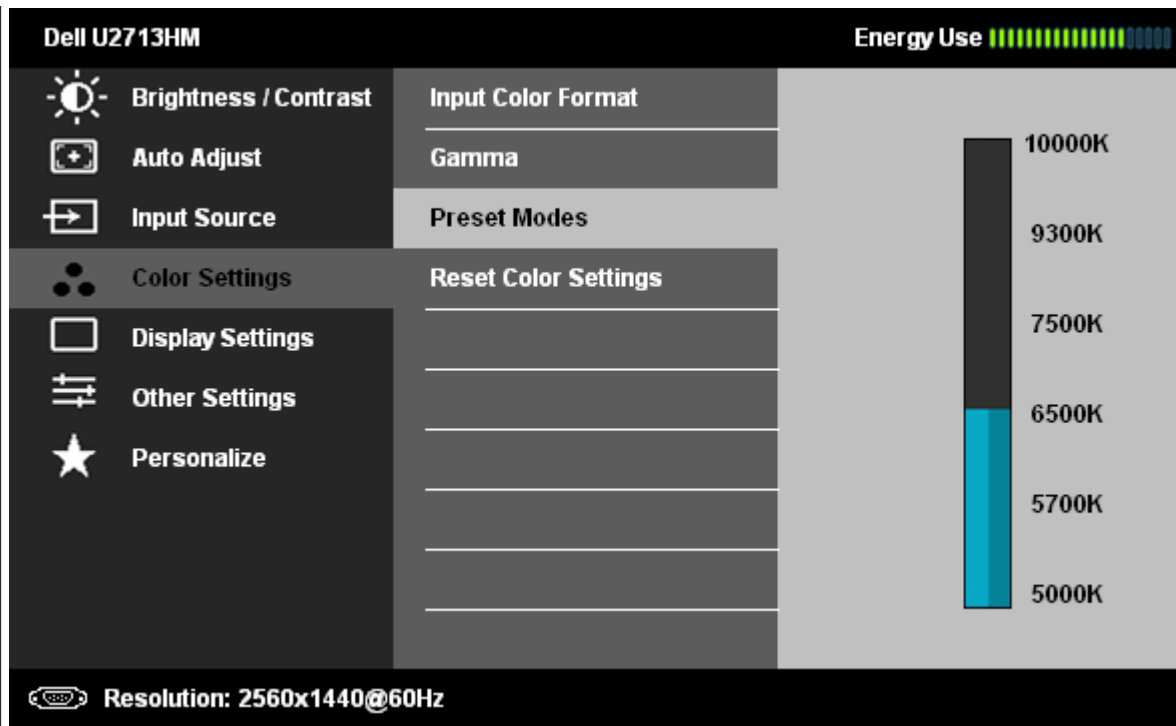 Dell U2713HM
Energy Use
Brightness / Contrast
Auto Adjust
Input Source
Color Settings
Display Settings
Other Settings
Personalize
Input Color Format
Gamma
Preset Modes
Reset Color Settings
10000K
9300K
7500K
6500K
5700K
5000K
Resolution: 2560x1440@60Hz